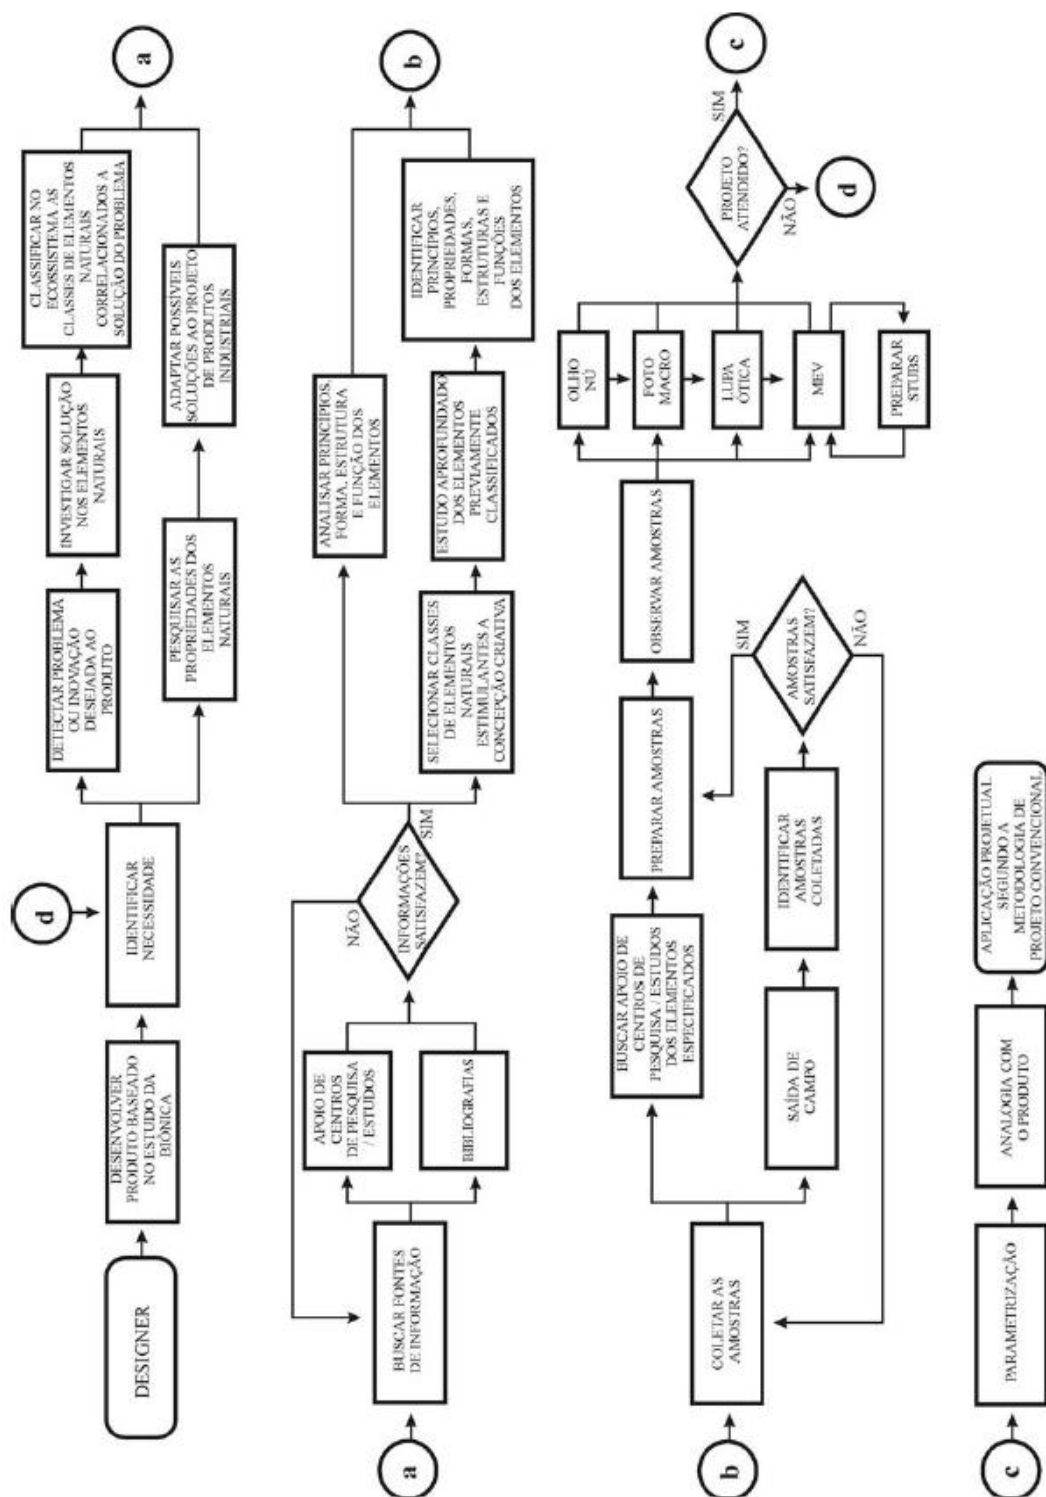 DESIGNER
DESENVOLVER
PRODUTO BASEADO
NO ESTUDO DA
BIÔNICA
d
IDENTIFICAR
NECESSIDADE
DETECTAR PROBLEMA
OU INOVAÇÃO
DESEJADA AO
PRODUTO
INVESTIGAR SOLUÇÃO
NOS ELEMENTOS
NATURAIS
CLASSIFICAR NO
ECOSSISTEMA AS
CLASSES DE ELEMENTOS
NATURAIS
CORRELACIONADOS A
SOLUÇÃO DO PROBLEMA
PESQUISAR AS
PROPRIEDADES DOS
ELEMENTOS
NATURAIS
ADAPTAR POSSÍVEIS
SOLUÇÕES AO PROJETO
DE PRODUTOS
INDUSTRIAIS
a
a
BUSCAR FONTES
DE INFORMAÇÃO
APOIO DE
CENTROS
DE PESQUISA
/ ESTUDOS
BIBLIOGRAFIAS
INFORMAÇÕES
SATISFAZEM?
NÃO
SIM
ANALISAR PRINCÍPIOS,
FORMA, ESTRUTURA
E FUNÇÃO DOS
ELEMENTOS
SELECIONAR CLASSES
DE ELEMENTOS
NATURAIS
ESTIMULANTES A
CONCEPÇÃO CRIATIVA
ESTUDO APROFUNDADO
DOS ELEMENTOS
PREVIAMENTE
CLASSIFICADOS
IDENTIFICAR
PRINCÍPIOS,
PROPRIEDADES,
FORMAS,
ESTRUTURAS E
FUNÇÕES
DOS ELEMENTOS
b
b
COLETAR AS
AMOSTRAS
BUSCAR APOIO DE
CENTROS DE
PESQUISA / ESTUDOS
DOS ELEMENTOS
ESPECIFICADOS
SAÍDA DE
CAMPO
IDENTIFICAR
AMOSTRAS
COLETADAS
AMOSTRAS
SATISFAZEM?
SIM
NÃO
PREPARAR AMOSTRAS
OBSERVAR AMOSTRAS
OLHO
NÚ
FOTO
MACRO
LUPA
ÓTICA
MEV
PREPARAR
STUBS
PROJETO
ATENDIDO?
SIM
NÃO
c
d
c
PARAMETRIZAÇÃO
ANALOGIA COM
O PRODUTO
APLICAÇÃO PROJETUAL
SEGUNDO A
METODOLOGIA DE
PROJETO CONVENCIONAL